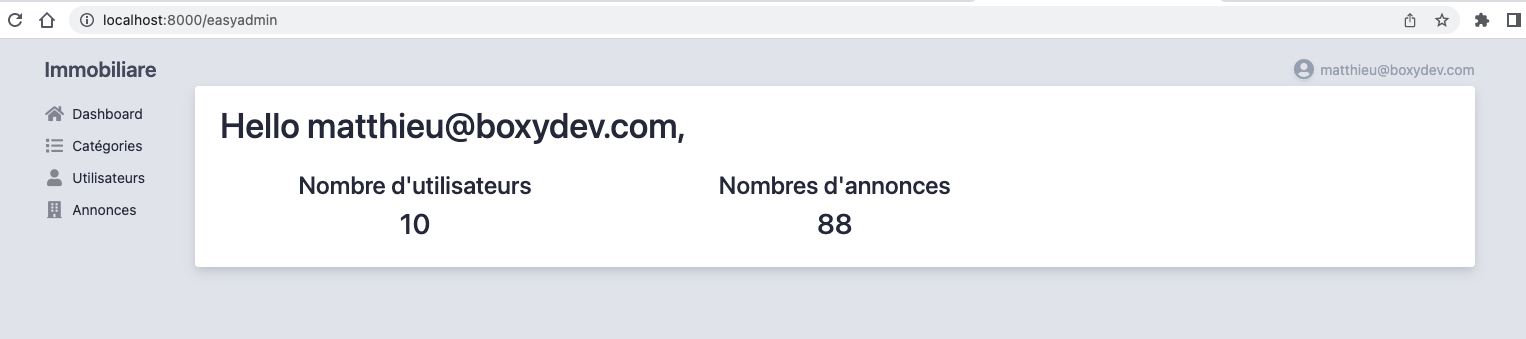 localhost:8000/easyadmin
Immobiliare
matthieu@boxydev.com
Dashboard
Catégories
Utilisateurs
Annonces
Hello matthieu@boxydev.com,
Nombre d'utilisateurs
10
Nombres d'annonces
88